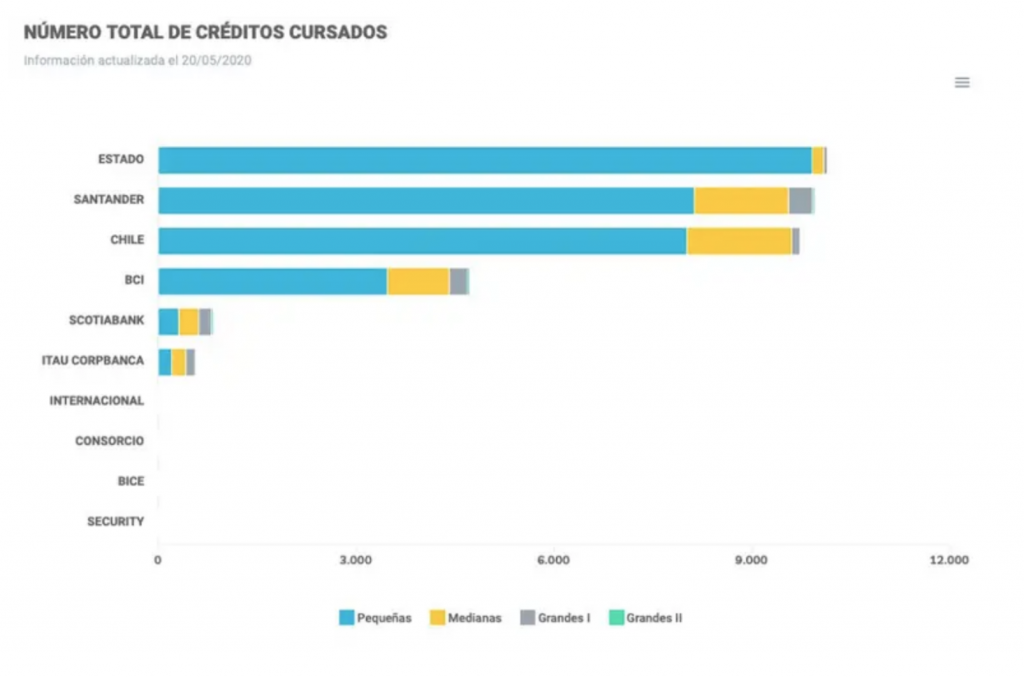 NÚMERO TOTAL DE CRÉDITOS CURSADOS
Información actualizada el 20/05/2020
ESTADO
SANTANDER
CHILE
BCI
SCOTIABANK
ITAU CORPBANCA
INTERNACIONAL
CONSORCIO
BICE
SECURITY
0 3.000 6.000 9.000 12.000
Pequeñas Medianas Grandes I Grandes II